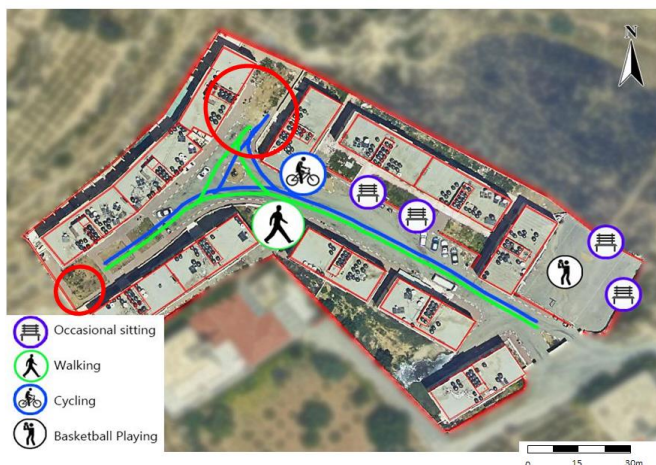 N
Occasional sitting
Walking
Cycling
Basketball Playing
0 15 30m